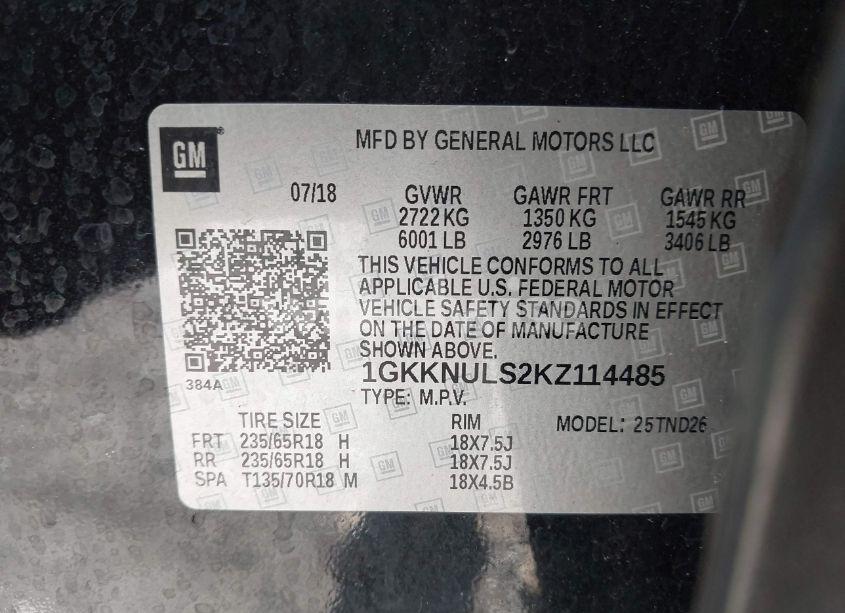 GM
MFD BY GENERAL MOTORS LLC
07/18 GVWR GAWR FRT GAWR RR
2722 KG 1350 KG 1545 KG
6001 LB 2976 LB 3406 LB
THIS VEHICLE CONFORMS TO ALL
APPLICABLE U.S. FEDERAL MOTOR
VEHICLE SAFETY STANDARDS IN EFFECT
ON THE DATE OF MANUFACTURE
SHOWN ABOVE.
384A
1GKKNULS2KZ114485
TYPE: M.P.V.
TIRE SIZE RIM MODEL: 25TND26
FRT 235/65R18 H 18X7.5J
RR 235/65R18 H 18X7.5J
SPA T135/70R18 M 18X4.5B